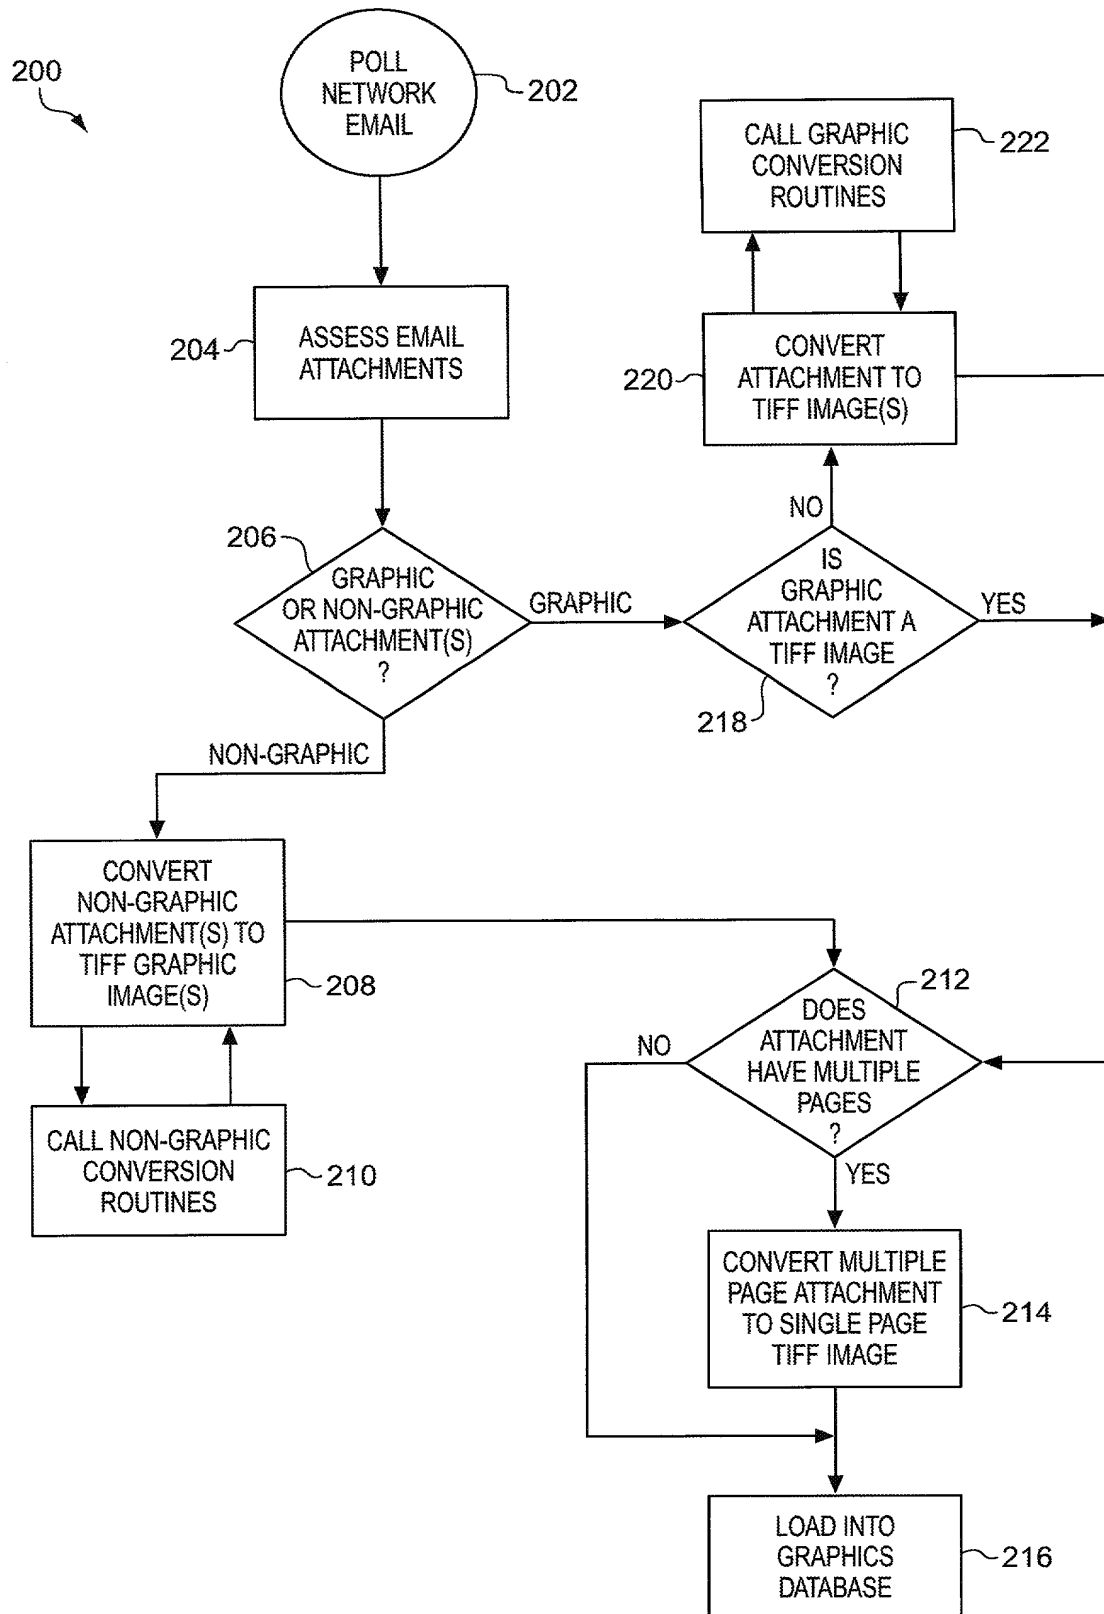 200
POLL
NETWORK
EMAIL
202
CALL GRAPHIC
CONVERSION
ROUTINES
222
204
ASSESS EMAIL
ATTACHMENTS
220
CONVERT
ATTACHMENT TO
TIFF IMAGE(S)
NO
206
GRAPHIC
OR NON-GRAPHIC
ATTACHMENT(S)
?
GRAPHIC
IS
GRAPHIC
ATTACHMENT A
TIFF IMAGE
?
YES
218
NON-GRAPHIC
CONVERT
NON-GRAPHIC
ATTACHMENT(S) TO
TIFF GRAPHIC
IMAGE(S)
208
212
DOES
ATTACHMENT
HAVE MULTIPLE
PAGES
?
NO
YES
CALL NON-GRAPHIC
CONVERSION
ROUTINES
210
CONVERT MULTIPLE
PAGE ATTACHMENT
TO SINGLE PAGE
TIFF IMAGE
214
LOAD INTO
GRAPHICS
DATABASE
216